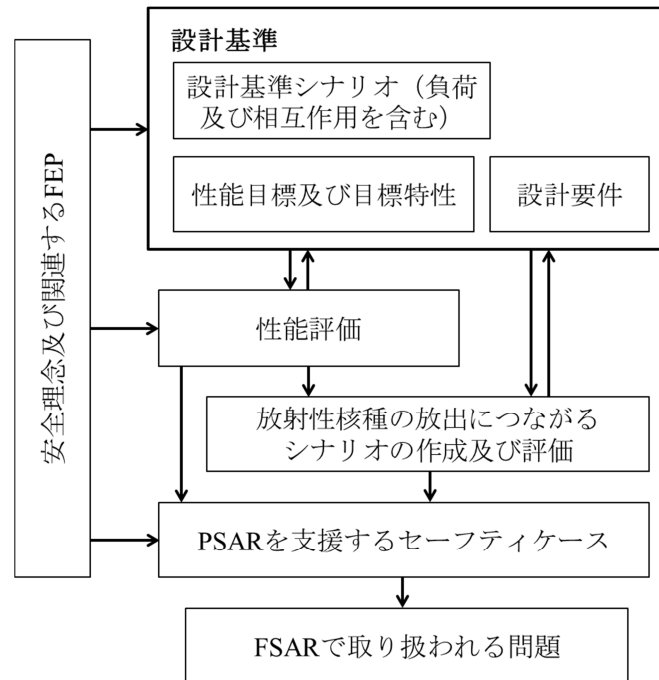 設計基準
設計基準シナリオ（負荷
及び相互作用を含む）
性能目標及び目標特性
設計要件
安全理念及び関連するFEP
性能評価
放射性核種の放出につながる
シナリオの作成及び評価
PSARを支援するセーフティケース
FSARで取り扱われる問題